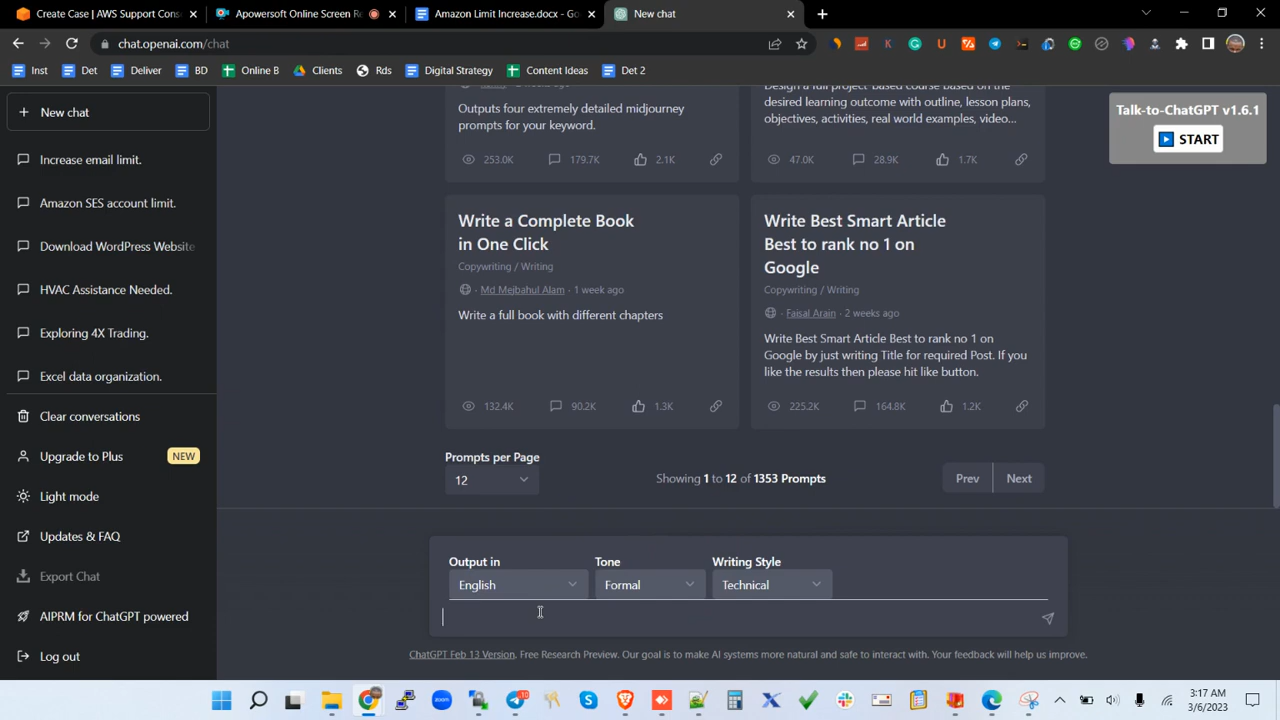 Create Case | AWS Support Cons
Apowersoft Online Screen Re
Amazon Limit Increase.docx - Go
New chat
chat.openai.com/chat
Inst
Det
Deliver
BD
Online B
Clients
Rds
Digital Strategy
Content Ideas
Det 2
New chat
Increase email limit.
Amazon SES account limit.
Download WordPress Website
HVAC Assistance Needed.
Exploring 4X Trading.
Excel data organization.
Clear conversations
Upgrade to Plus
NEW
Light mode
Updates & FAQ
Export Chat
AIPRM for ChatGPT powered
Log out
Outputs four extremely detailed midjourney
prompts for your keyword.
253.0K
179.7K
2.1K
Design a full project-based course based on the
desired learning outcome with outline, lesson plans,
objectives, activities, real world examples, video...
47.0K
28.9K
1.7K
Write a Complete Book
in One Click
Copywriting / Writing
Md Mejbahul Alam · 1 week ago
Write a full book with different chapters
132.4K
90.2K
1.3K
Write Best Smart Article
Best to rank no 1 on
Google
Copywriting / Writing
Faisal Arain · 2 weeks ago
Write Best Smart Article Best to rank no 1 on
Google by just writing Title for required Post. If you
like the results then please hit like button.
225.2K
164.8K
1.2K
Prompts per Page
12
Showing 1 to 12 of 1353 Prompts
Prev
Next
Output in
Tone
Writing Style
English
Formal
Technical
ChatGPT Feb 13 Version. Free Research Preview. Our goal is to make AI systems more natural and safe to interact with. Your feedback will help us improve.
Talk-to-ChatGPT v1.6.1
START
3:17 AM
3/6/2023